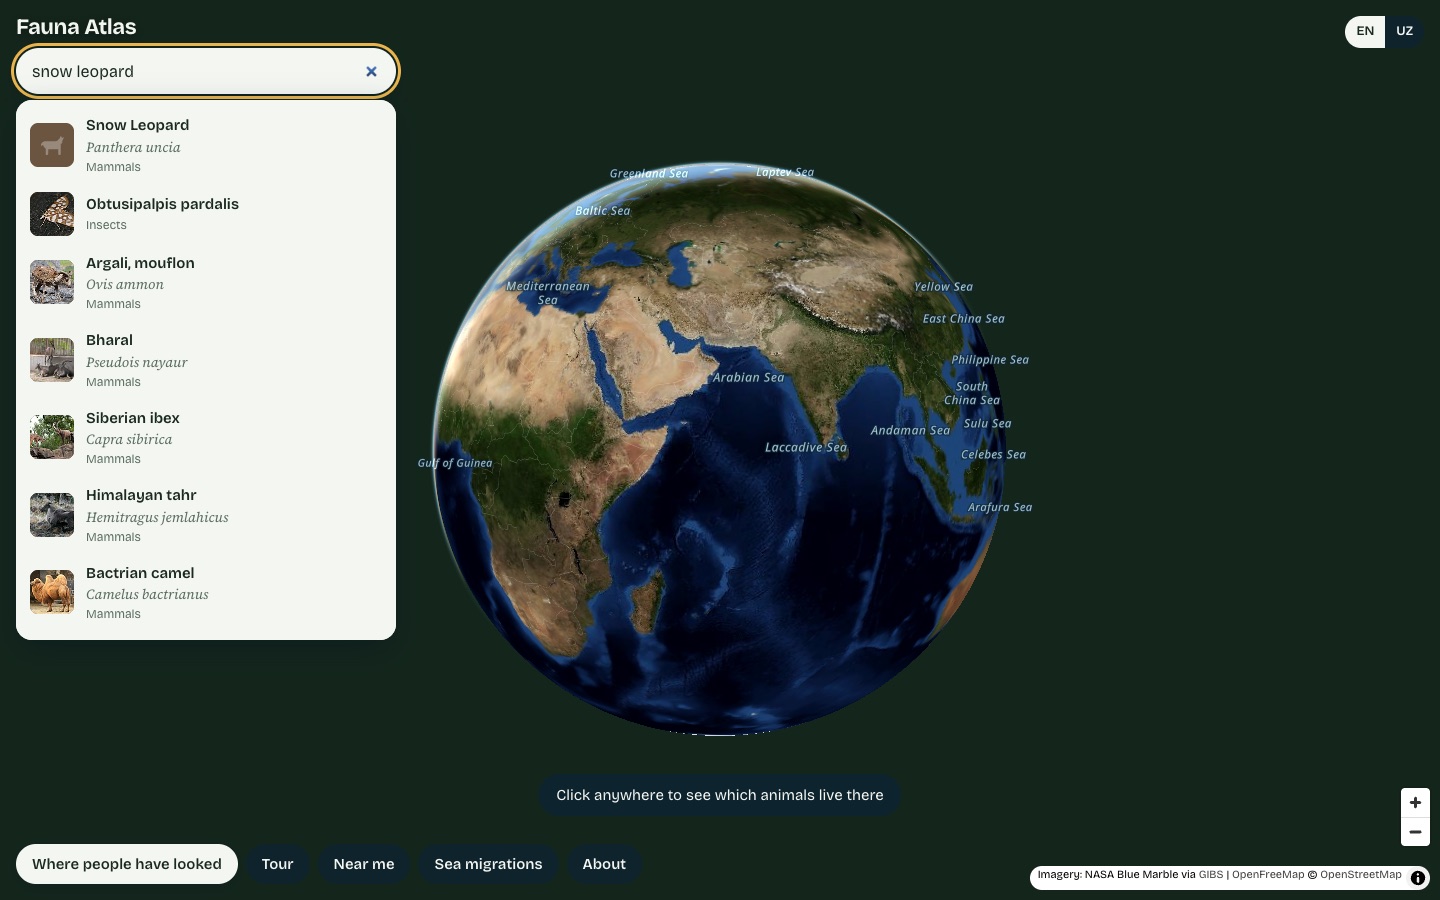 Fauna Atlas
EN
UZ
snow leopard
Snow Leopard
Panthera uncia
Mammals
Obtusipalpis pardalis
Insects
Argali, mouflon
Ovis ammon
Mammals
Bharal
Pseudois nayaur
Mammals
Siberian ibex
Capra sibirica
Mammals
Himalayan tahr
Hemitragus jemlahicus
Mammals
Bactrian camel
Camelus bactrianus
Mammals
Greenland Sea
Laptev Sea
Baltic Sea
Mediterranean
Sea
Yellow Sea
East China Sea
Philippine Sea
Arabian Sea
South
China Sea
Sulu Sea
Andaman Sea
Laccadive Sea
Celebes Sea
Gulf of Guinea
Arafura Sea
Click anywhere to see which animals live there
Where people have looked
Tour
Near me
Sea migrations
About
Imagery: NASA Blue Marble via GIBS | OpenFreeMap © OpenStreetMap